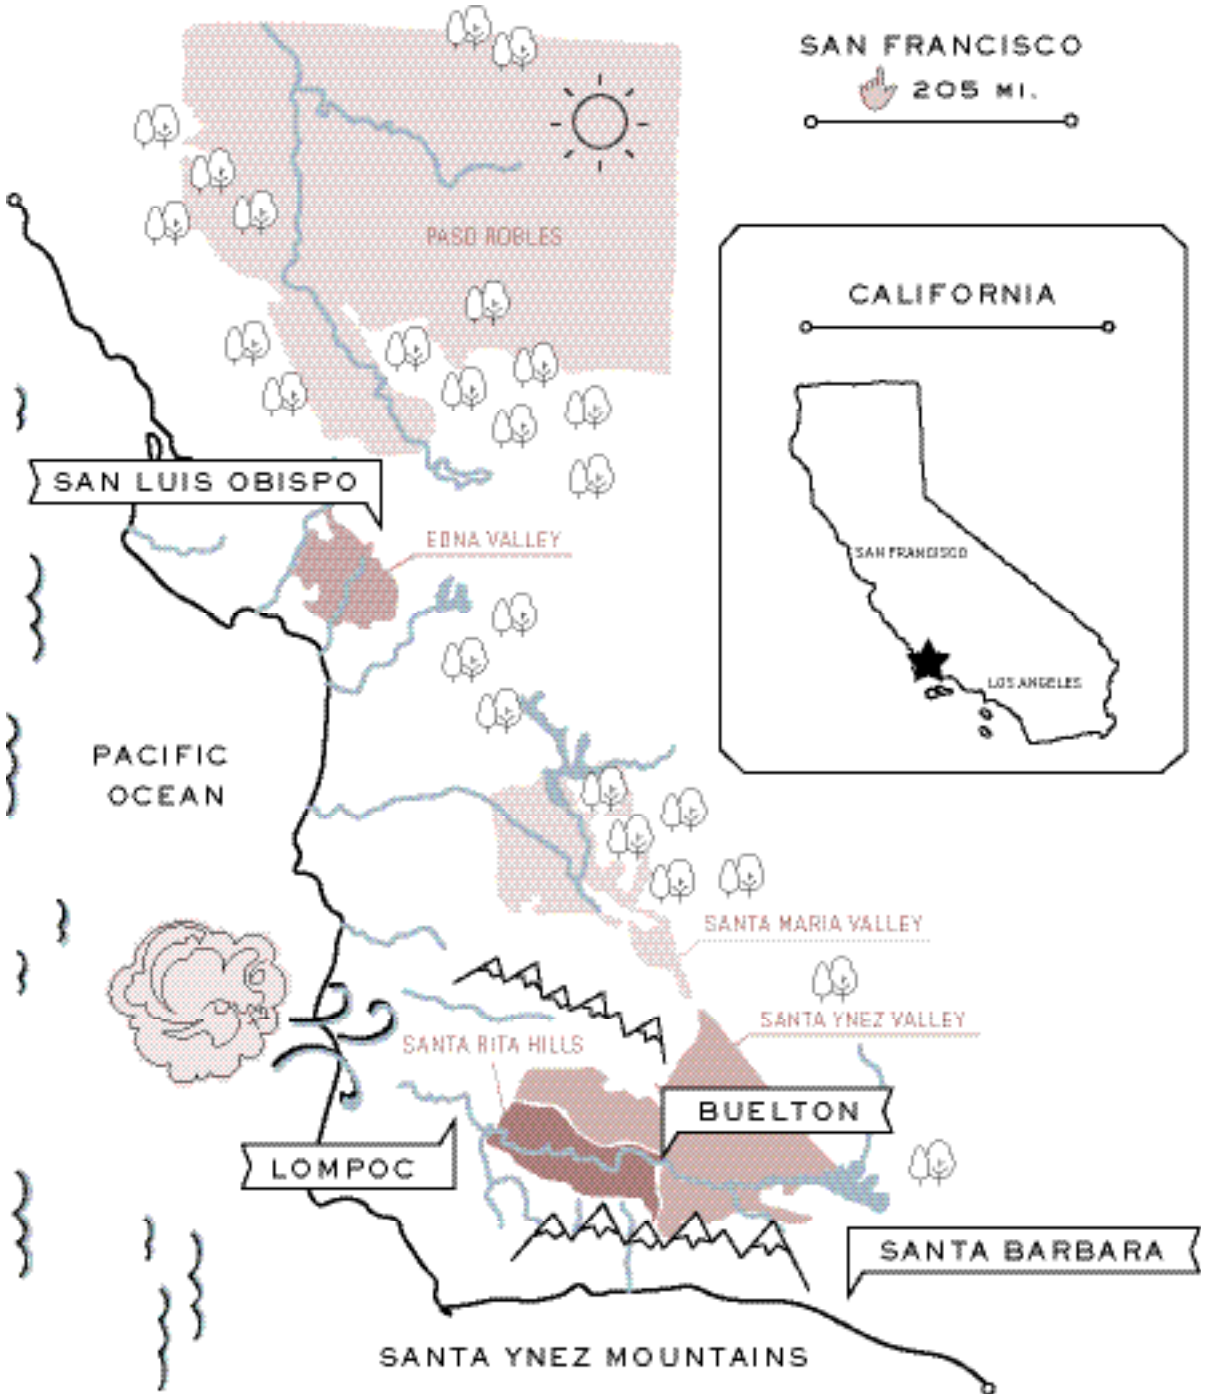 SAN FRANCISCO
205 MI.
PASO ROBLES
CALIFORNIA
SAN FRANCISCO
LOS ANGELES
SAN LUIS OBISPO
EDNA VALLEY
PACIFIC
OCEAN
SANTA MARIA VALLEY
SANTA YNEZ VALLEY
SANTA RITA HILLS
BUELTON
LOMPOC
SANTA BARBARA
SANTA YNEZ MOUNTAINS